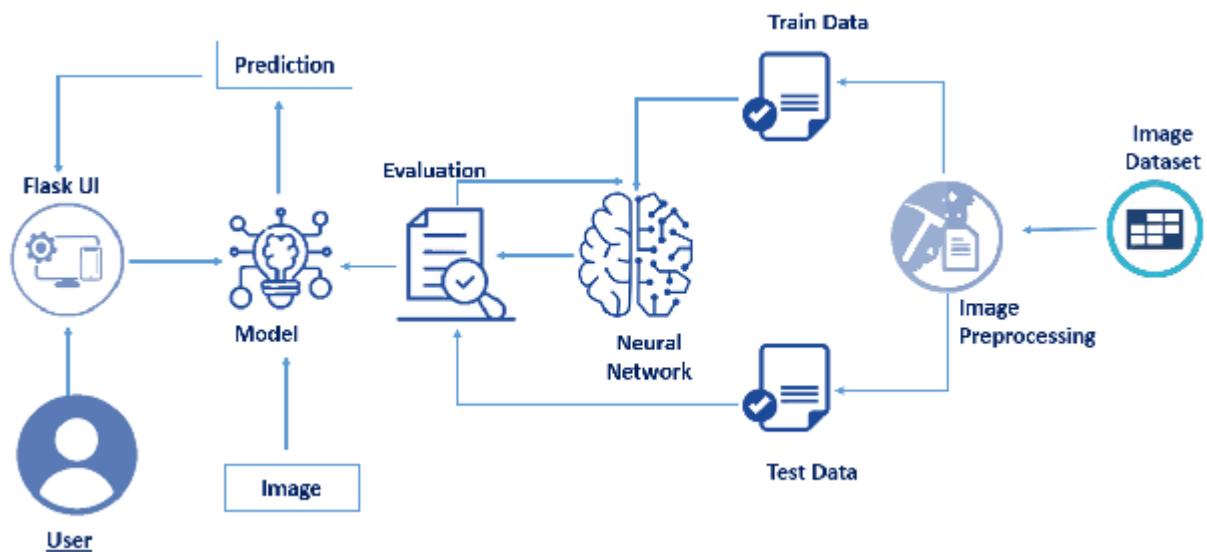 Train Data
Prediction
Image
Dataset
Evaluation
Flask UI
Image
Preprocessing
Model
Neural
Network
Test Data
Image
User